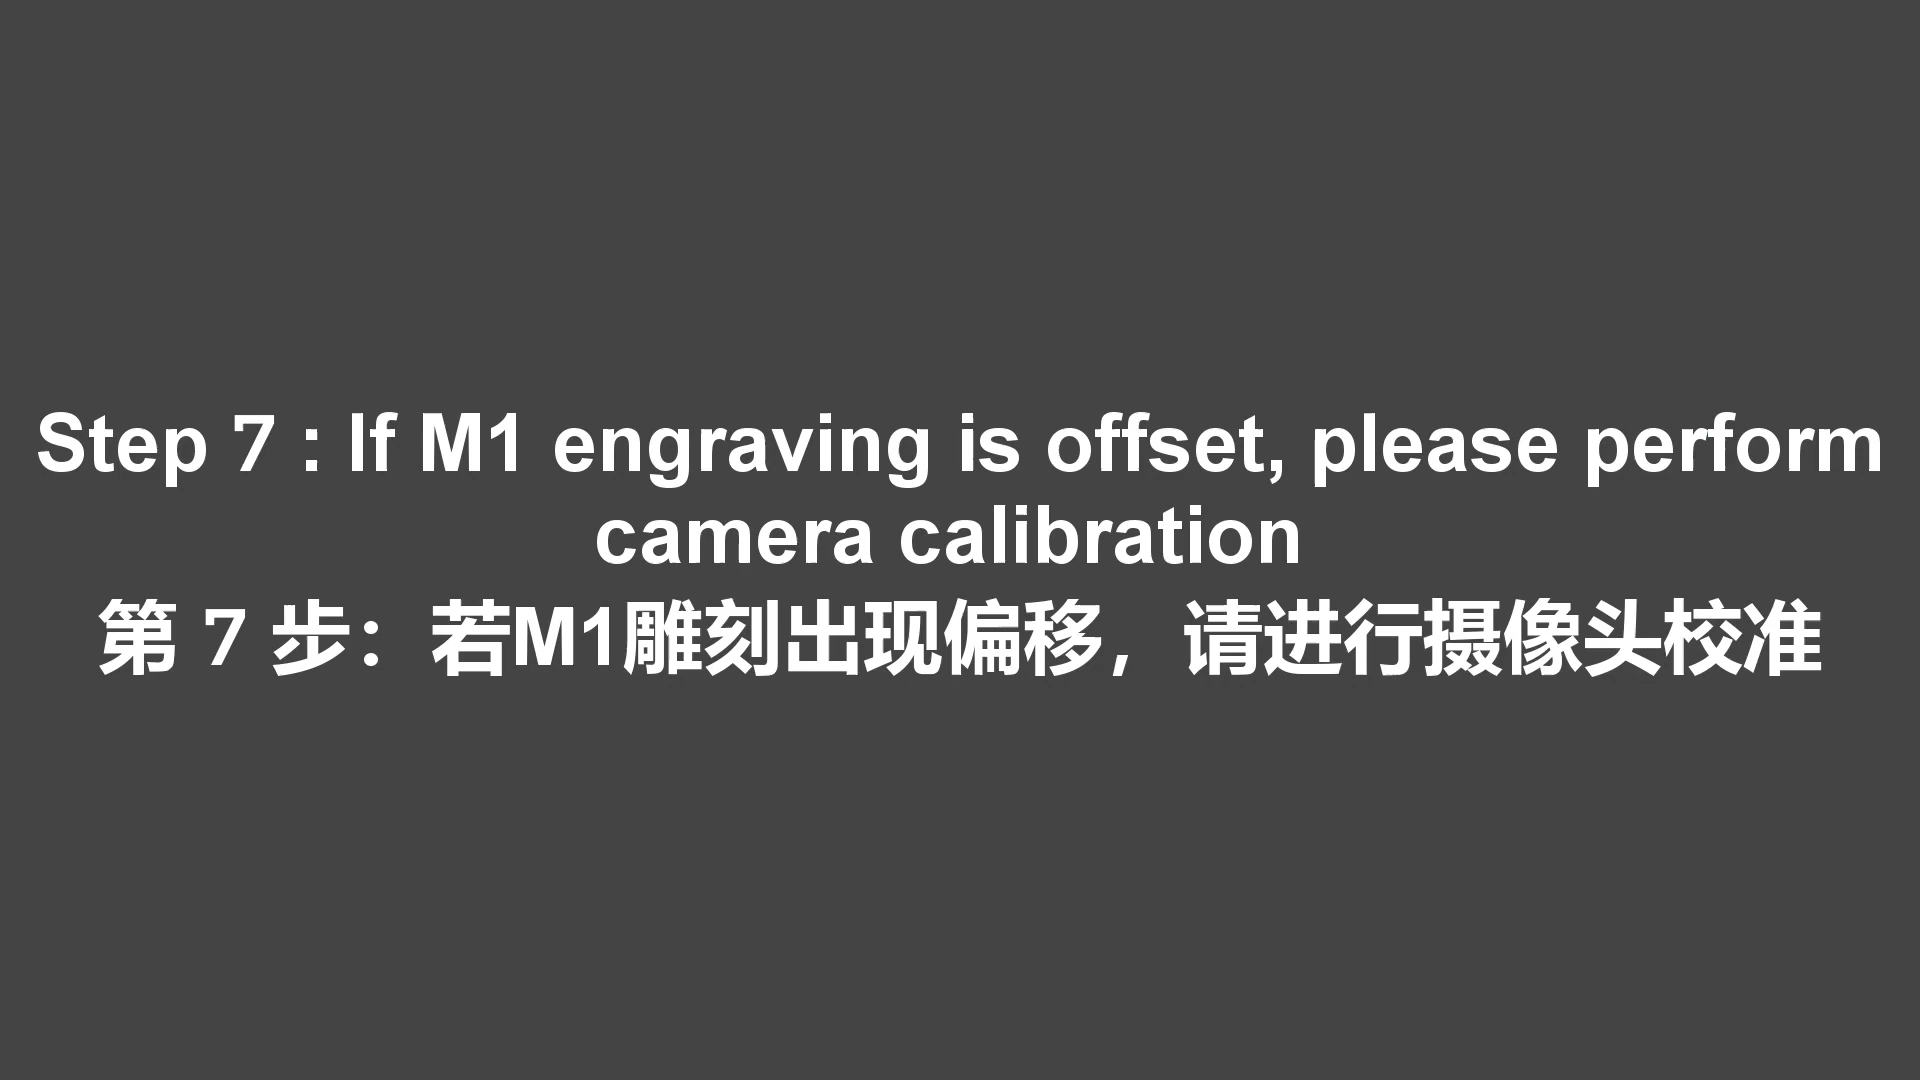 Step 7 : If M1 engraving is offset, please perform
camera calibration
第 7 步：若M1雕刻出现偏移，请进行摄像头校准